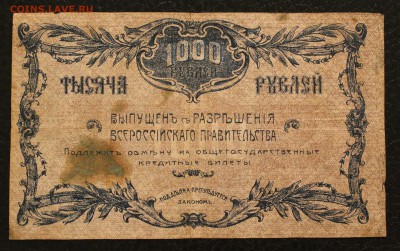 COINS.LAVE.RU
1000
РУБЛЕЙ
ТЫСЯЧА РУБЛЕЙ
ВЫПУЩЕНЪ СЪ РАЗРѢШЕНІЯ
ВСЕРОССІЙСКАГО ПРАВИТЕЛЬСТВА
ПОДЛЕЖИТЪ ОБМѢНУ НА ОБЩЕГОСУДАРСТВЕННЫЕ
КРЕДИТНЫЕ БИЛЕТЫ
ПОДДѢЛКА ПРЕСЛѢДУЕТСЯ
ЗАКОНОМЪ.